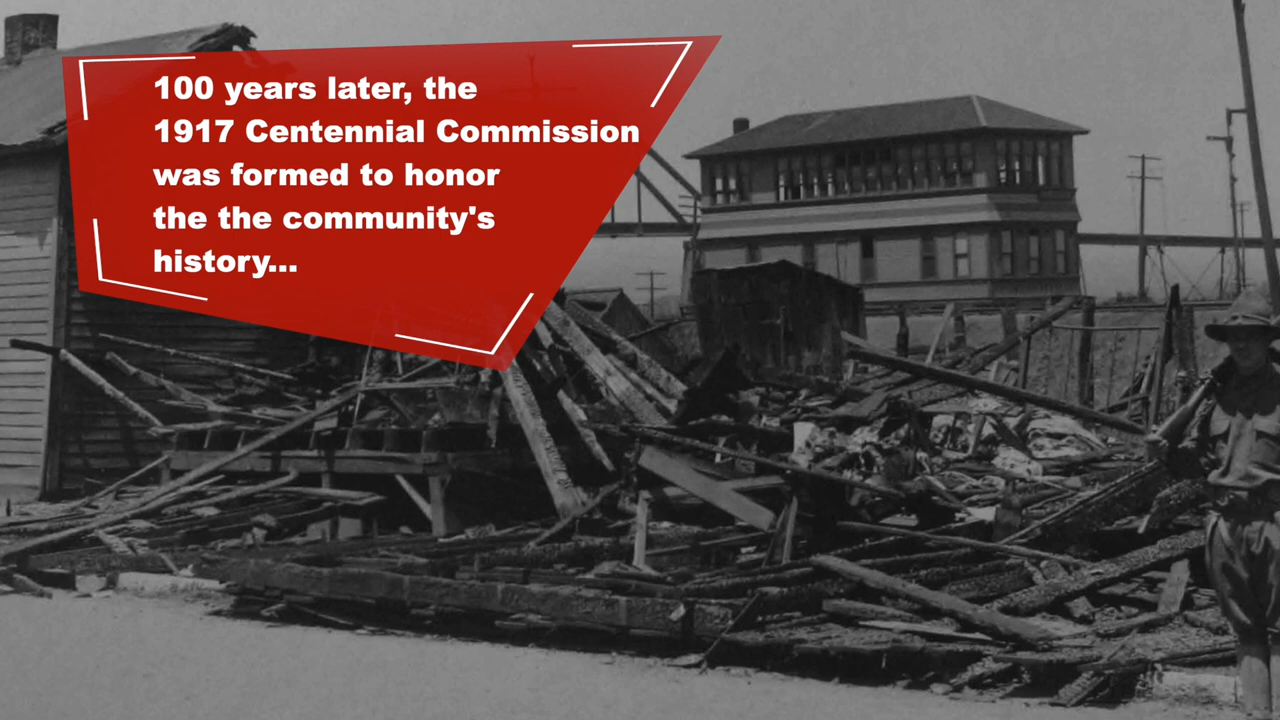 100 years later, the
1917 Centennial Commission
was formed to honor
the the community's
history...